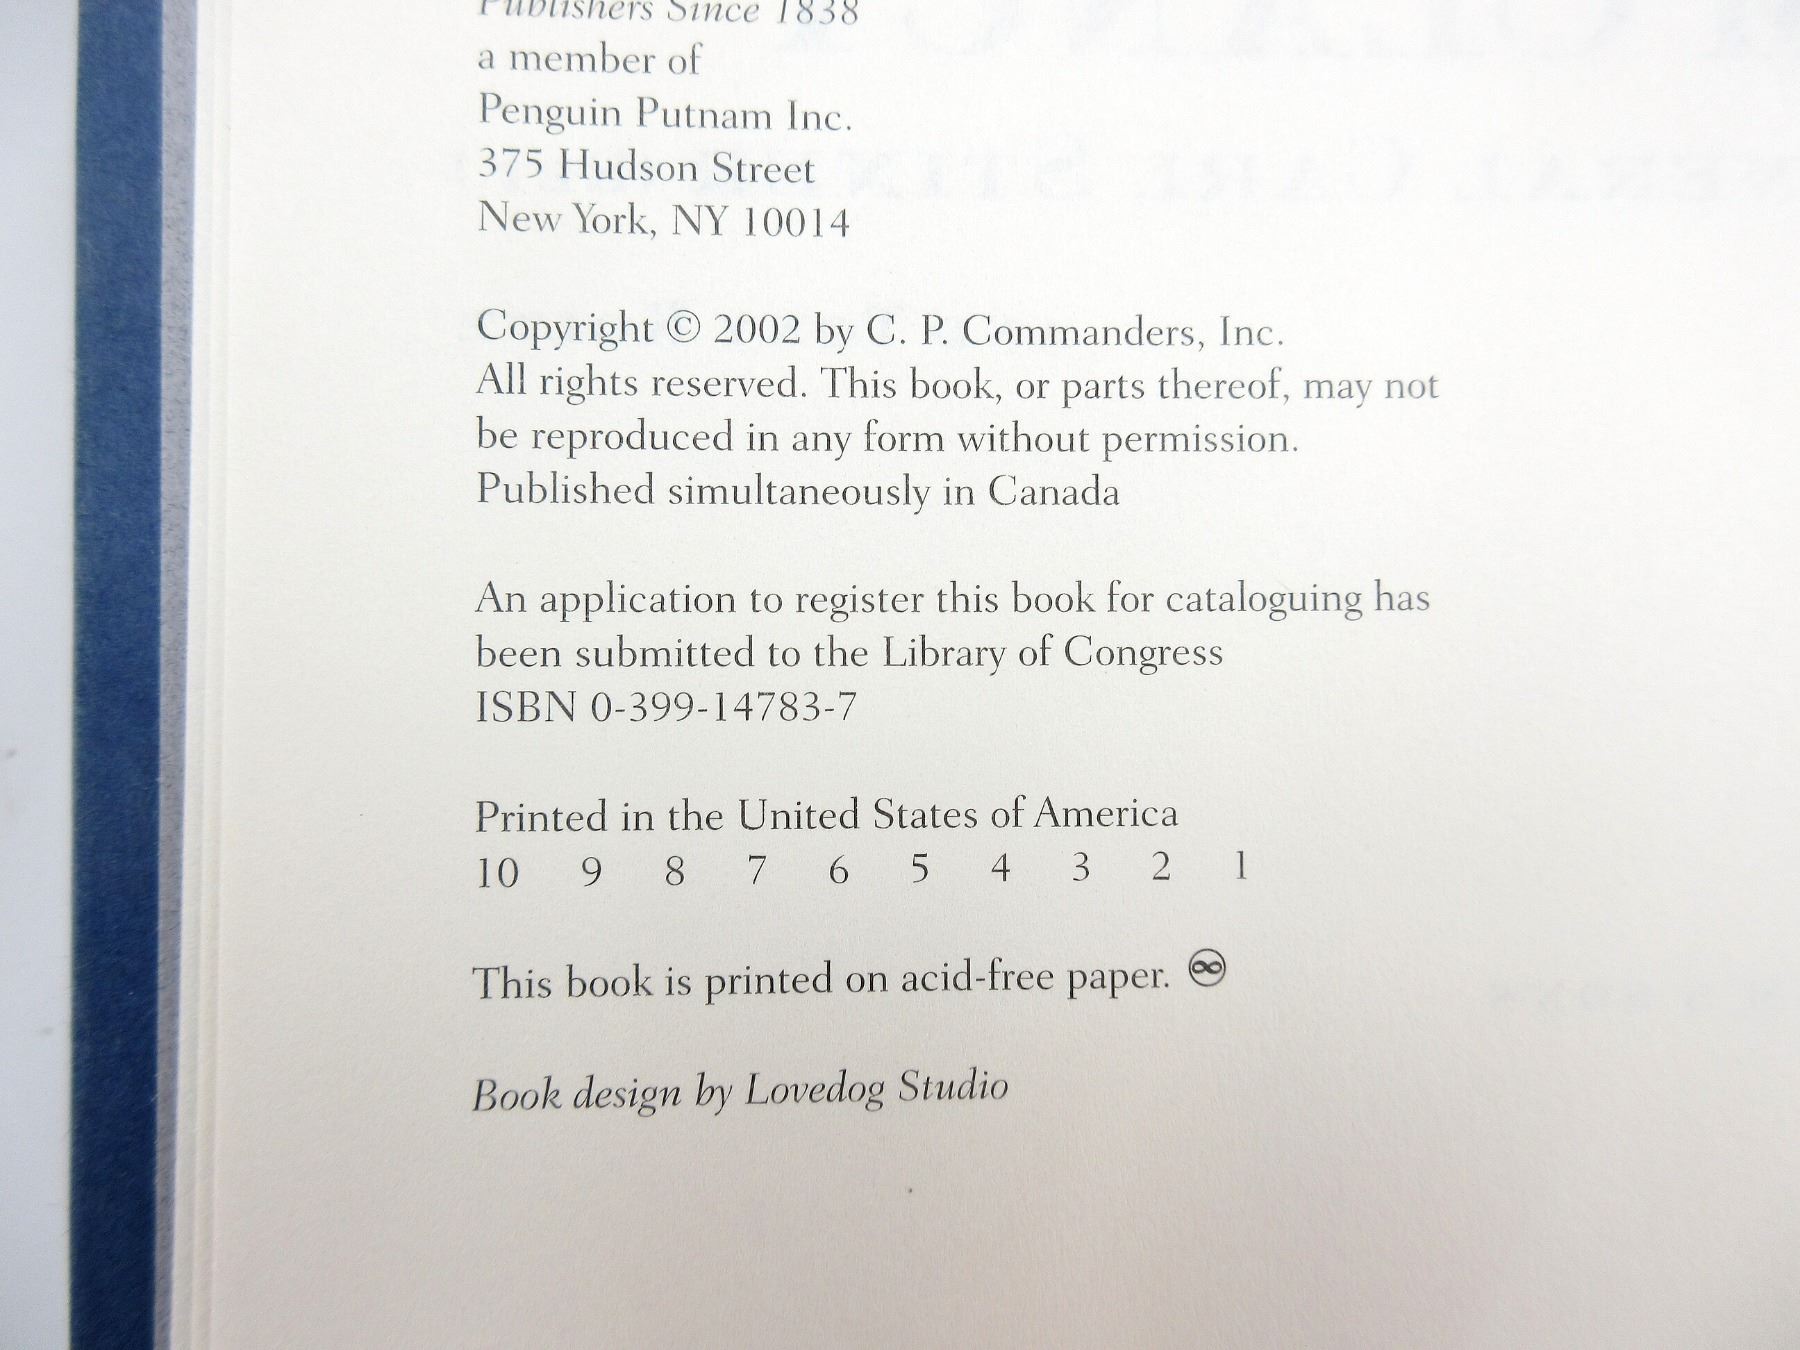 Publishers Since 1838
a member of
Penguin Putnam Inc.
375 Hudson Street
New York, NY 10014
Copyright © 2002 by C. P. Commanders, Inc.
All rights reserved. This book, or parts thereof, may not
be reproduced in any form without permission.
Published simultaneously in Canada
An application to register this book for cataloguing has
been submitted to the Library of Congress
ISBN 0-399-14783-7
Printed in the United States of America
10 9 8 7 6 5 4 3 2 1
This book is printed on acid-free paper. ♾
Book design by Lovedog Studio